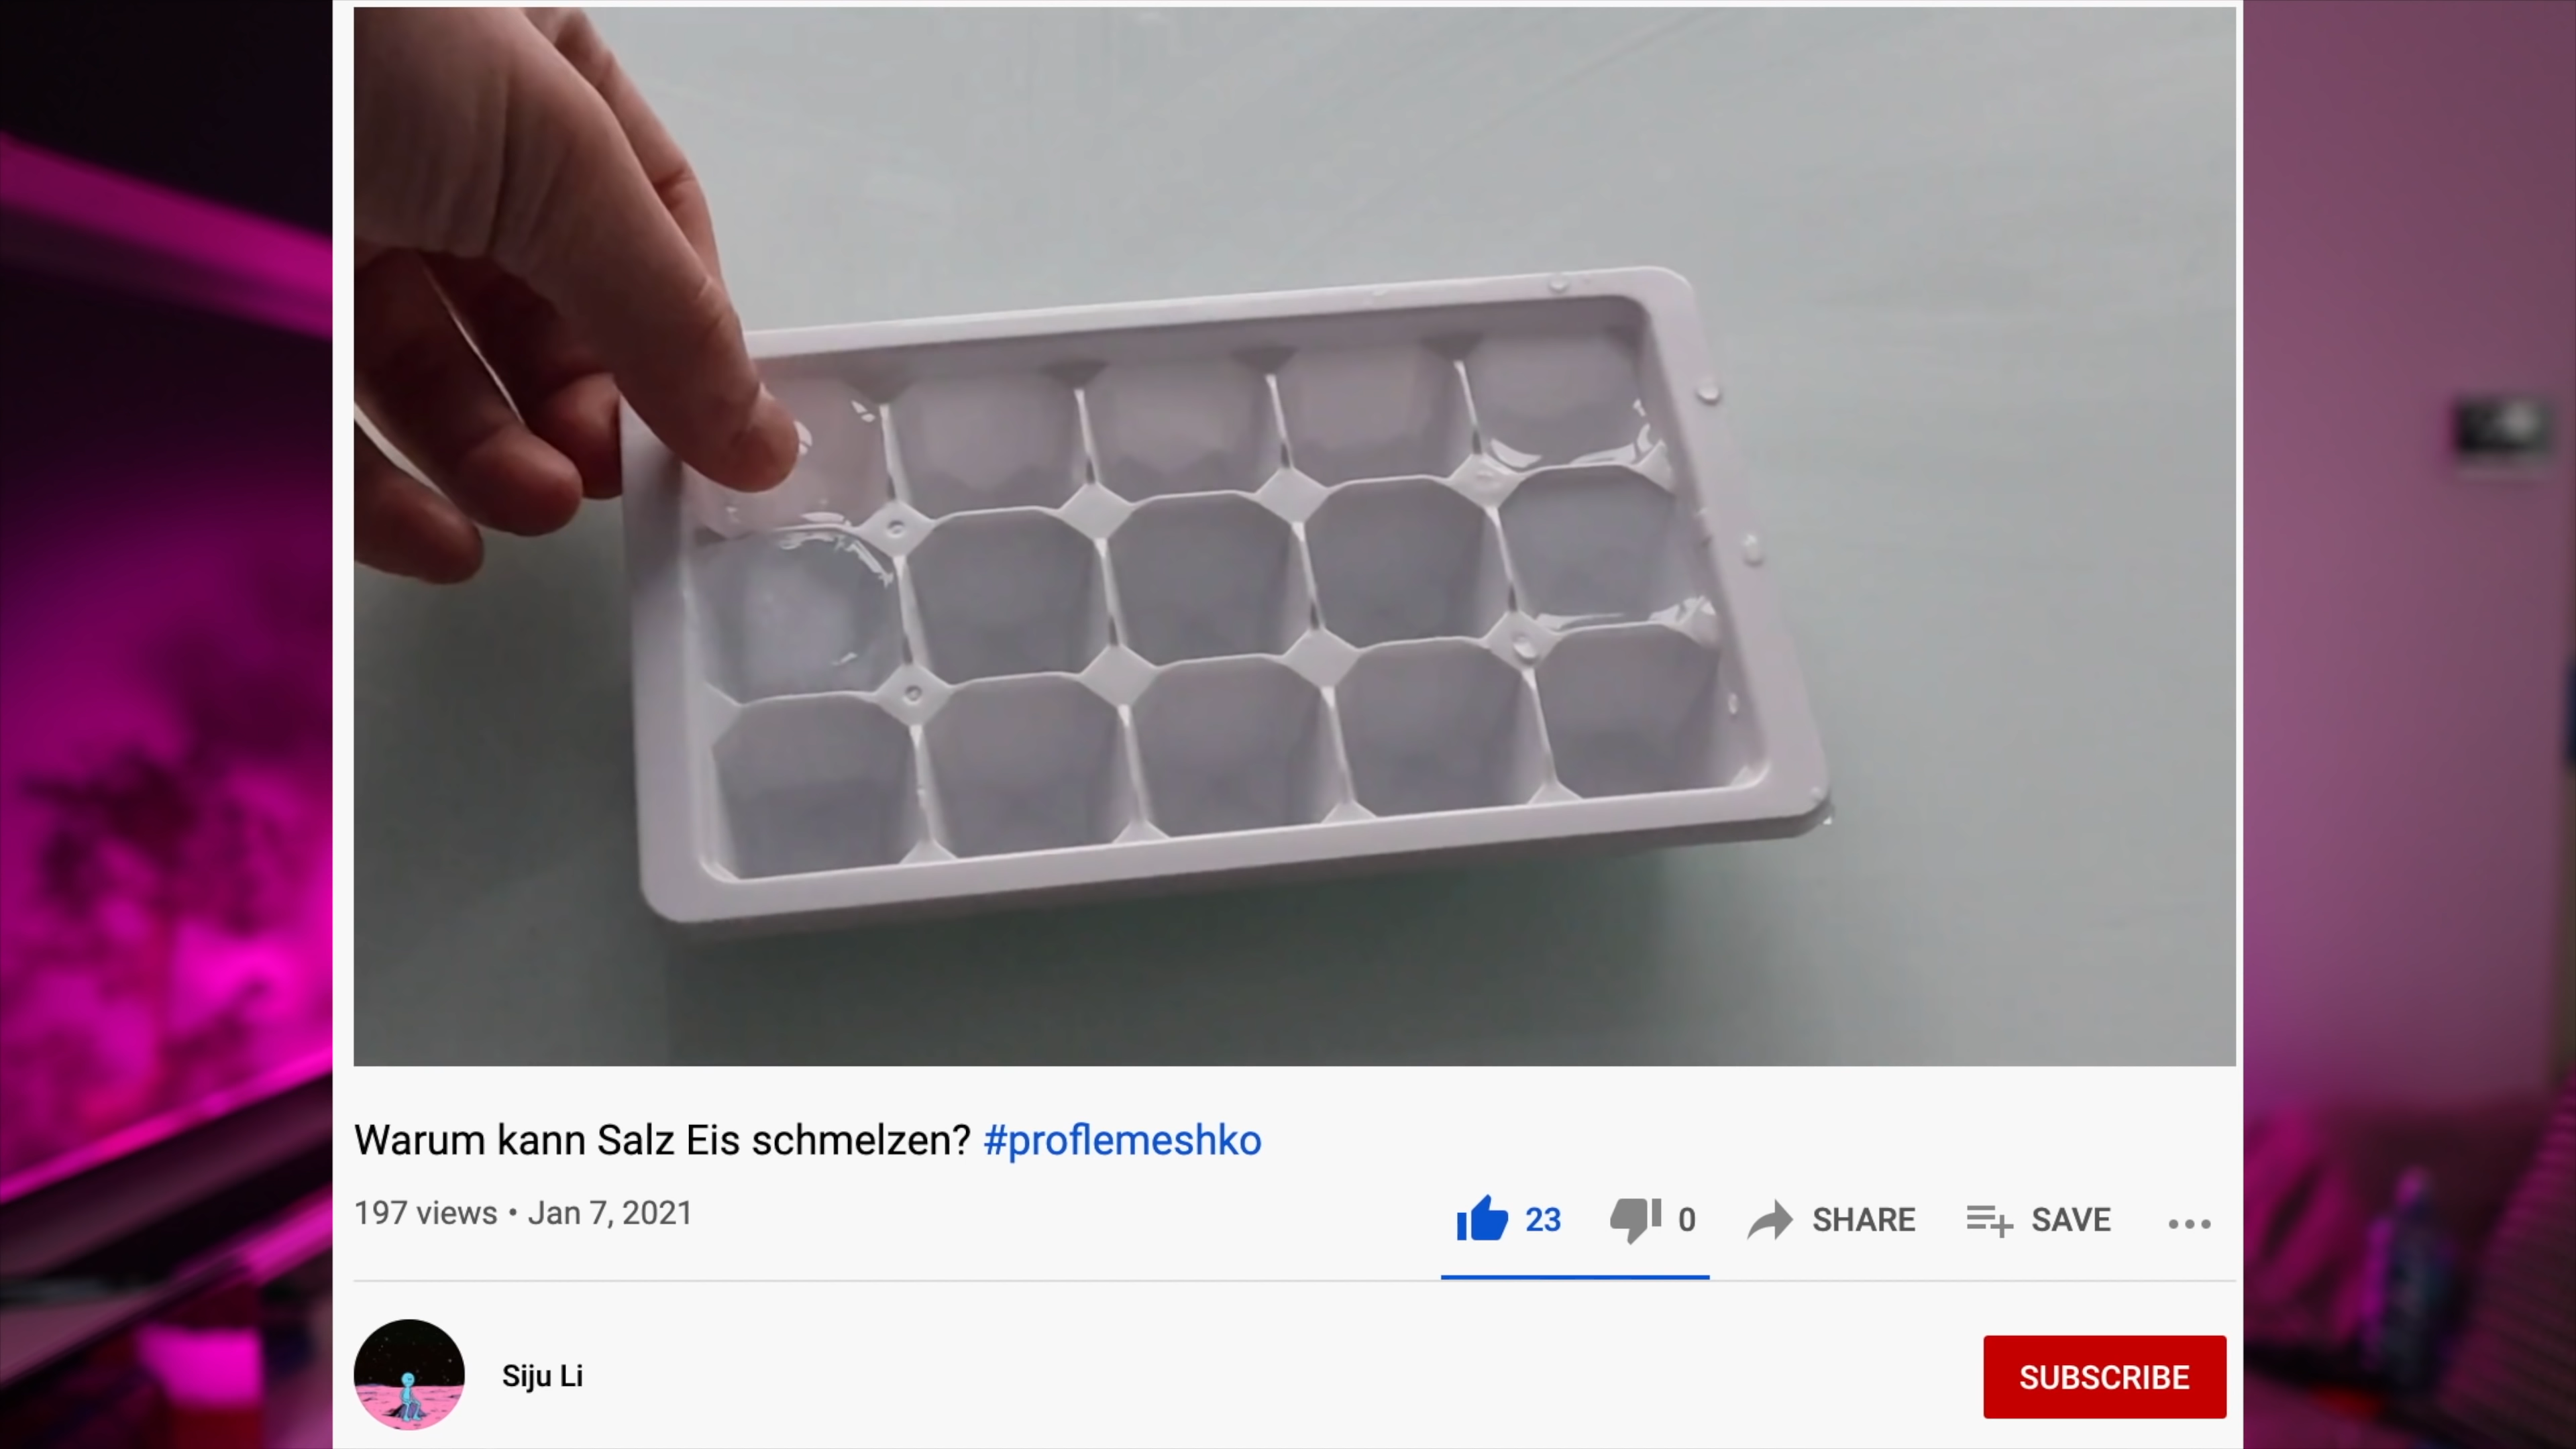 Warum kann Salz Eis schmelzen? #proflemeshko
197 views • Jan 7, 2021
23
0
SHARE
SAVE
Siju Li
SUBSCRIBE